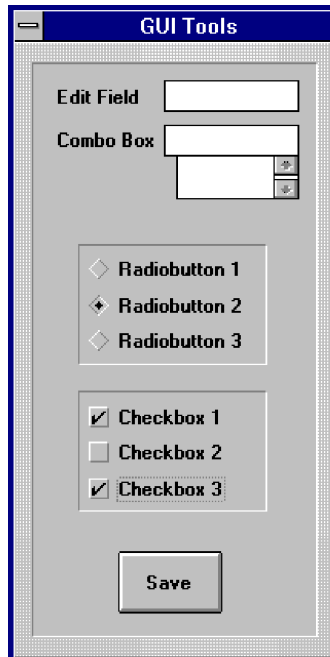 GUI Tools
Edit Field
Combo Box
Radiobutton 1
Radiobutton 2
Radiobutton 3
Checkbox 1
Checkbox 2
Checkbox 3
Save